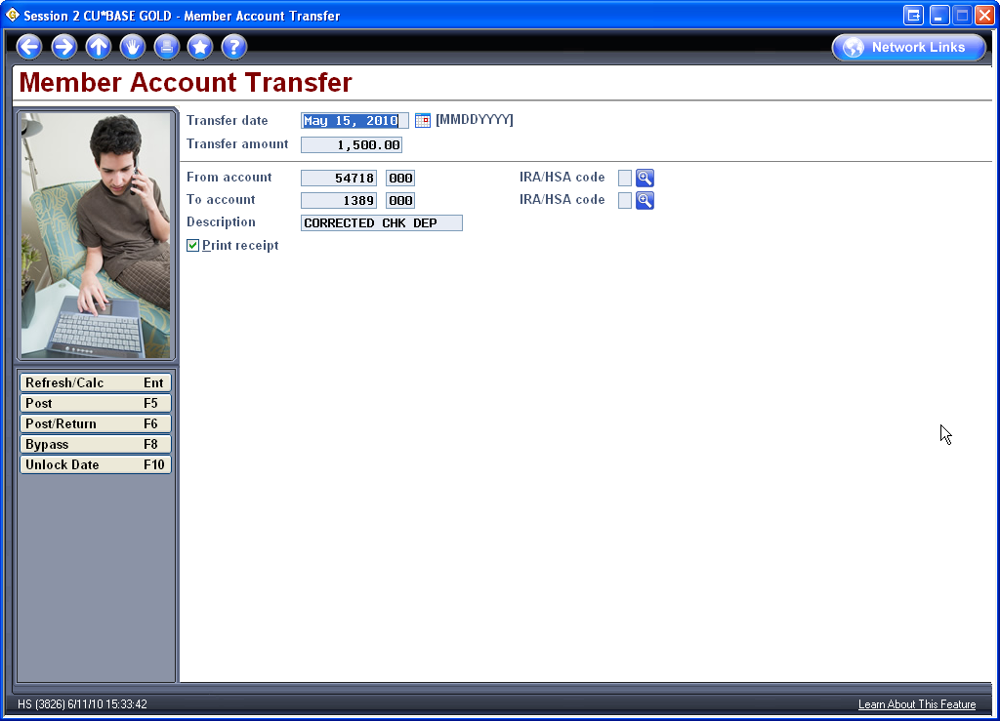 Session 2 CU*BASE GOLD - Member Account Transfer
?
Network Links
Member Account Transfer
Transfer date May 15, 2010 [MMDDYYYY]
Transfer amount 1,500.00
From account 54718 000 IRA/HSA code
To account 1389 000 IRA/HSA code
Description CORRECTED CHK DEP
Print receipt
Refresh/Calc Ent
Post F5
Post/Return F6
Bypass F8
Unlock Date F10
HS (3826) 6/11/10 15:33:42
Learn About This Feature